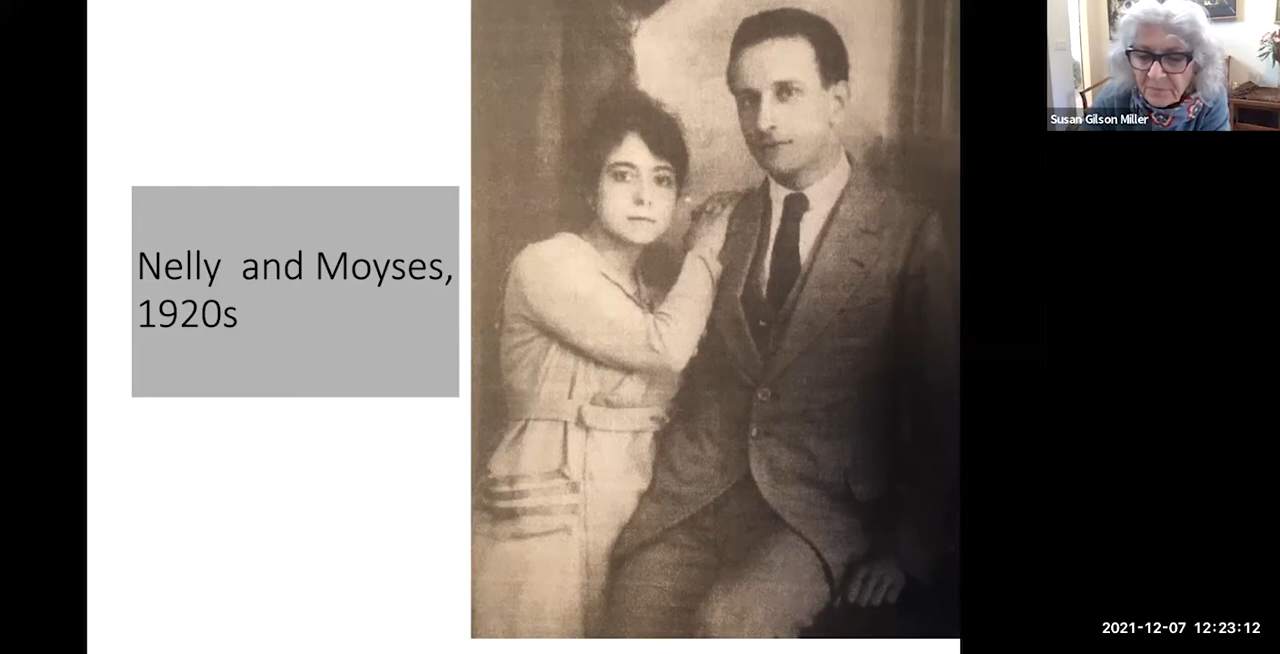 Nelly  and Moyses,
1920s
Susan Gilson Miller
2021-12-07 12:23:12